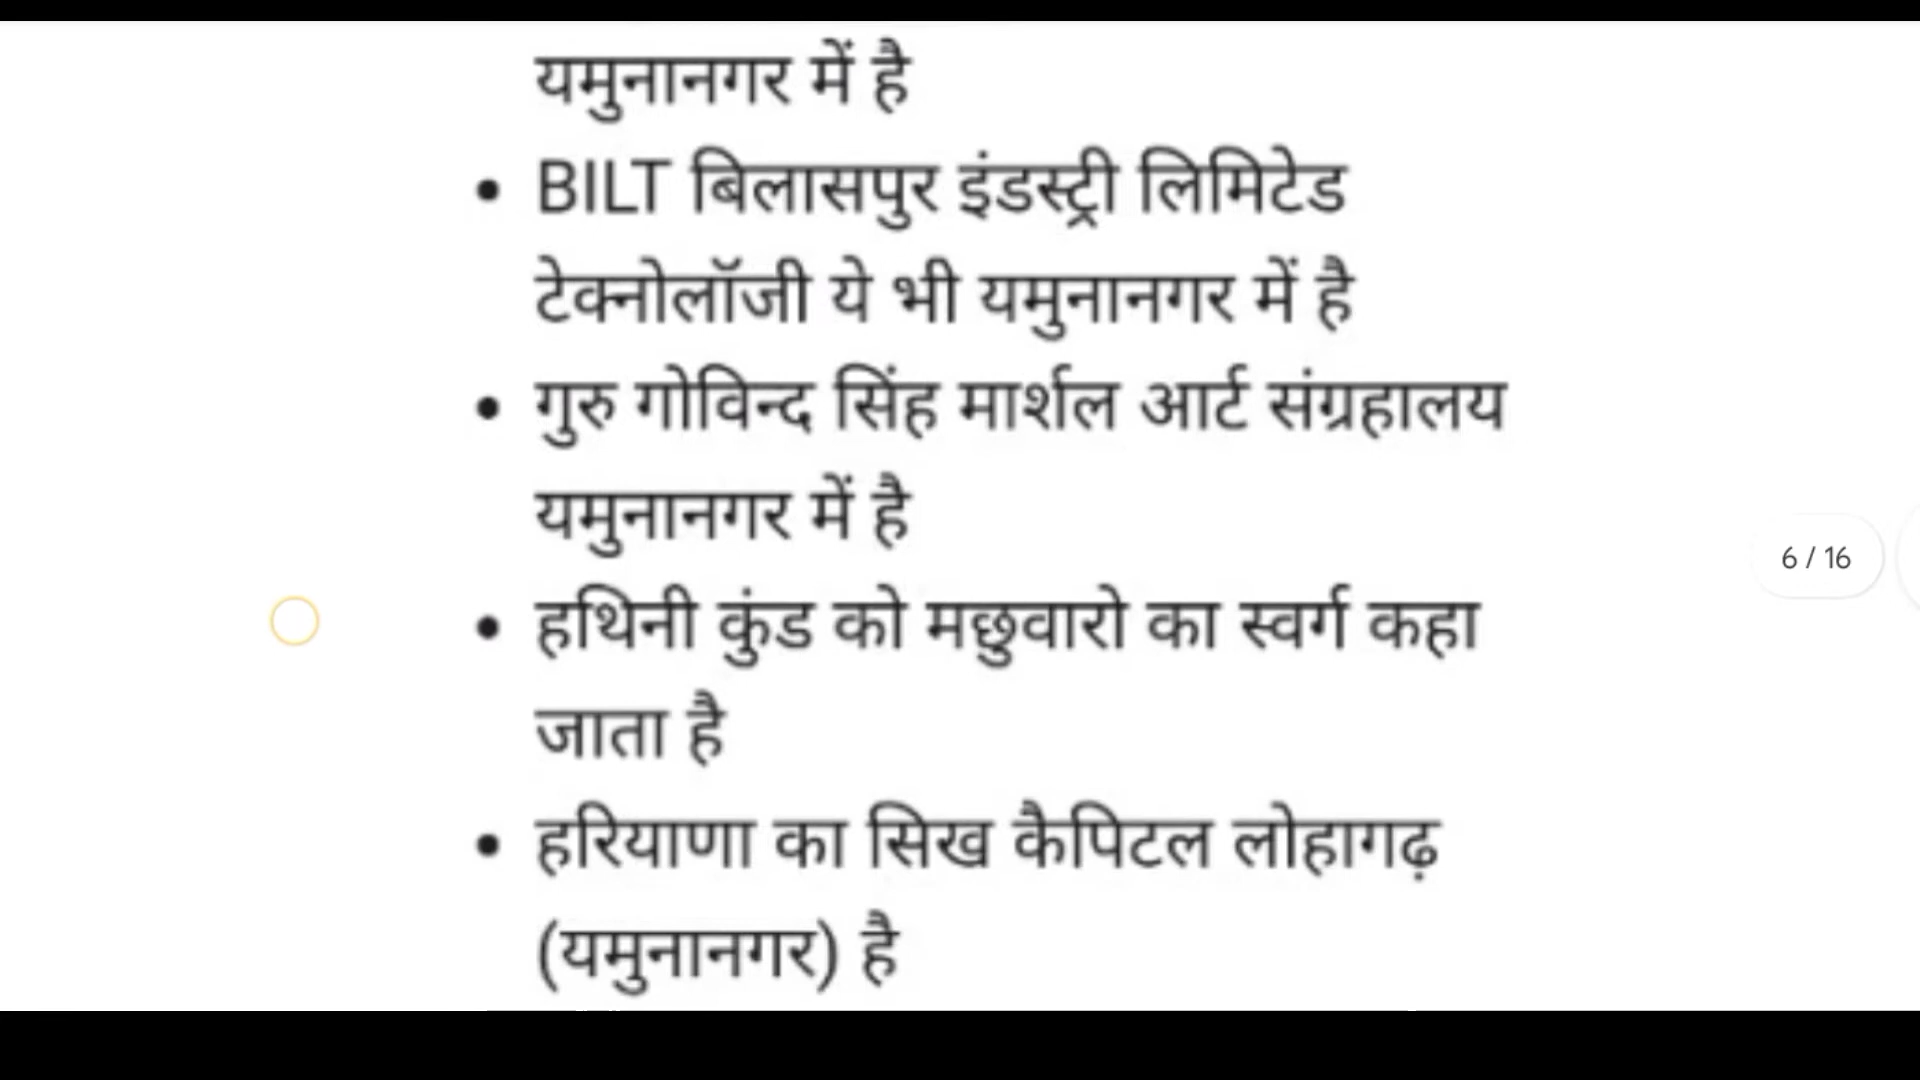 यमुनानगर में है
• BILT बिलासपुर इंडस्ट्री लिमिटेड
टेक्नोलॉजी ये भी यमुनानगर में है
• गुरु गोविन्द सिंह मार्शल आर्ट संग्रहालय
यमुनानगर में है
• हथिनी कुंड को मछुवारो का स्वर्ग कहा
जाता है
• हरियाणा का सिख कैपिटल लोहागढ़
(यमुनानगर) है
6 / 16